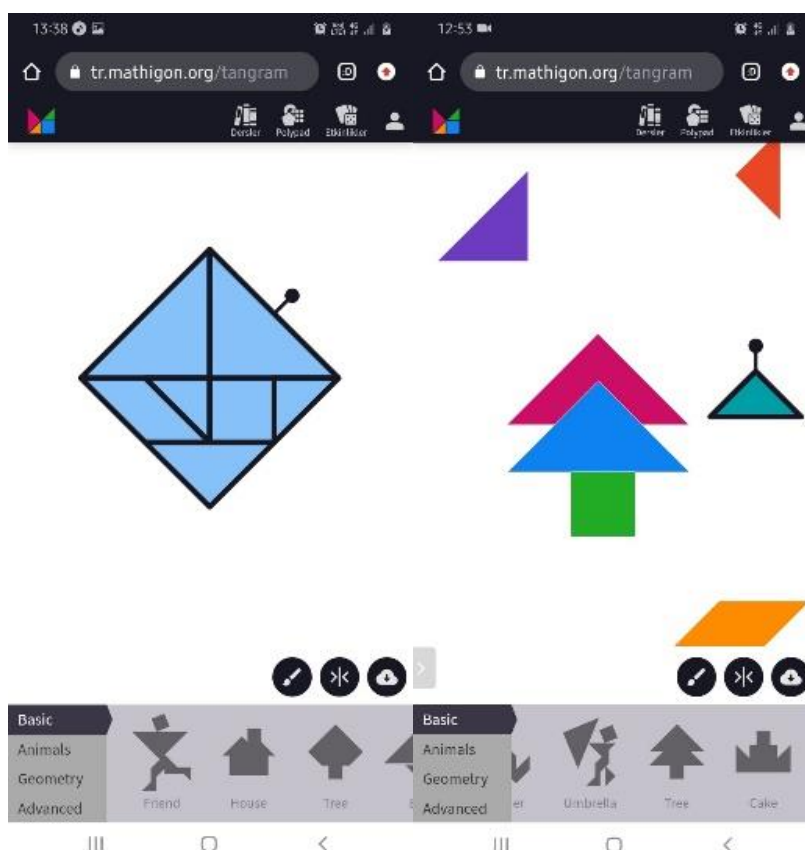 13:38
tr.mathigon.org/tangram
:D
Dersler Polypad Etkinlikler
Basic
Animals
Geometry
Advanced
Friend House Tree
12:53
tr.mathigon.org/tangram
:D
Dersler Polypad Etkinlikler
Basic
Animals
Geometry
Advanced
er Umbrella Tree Cake